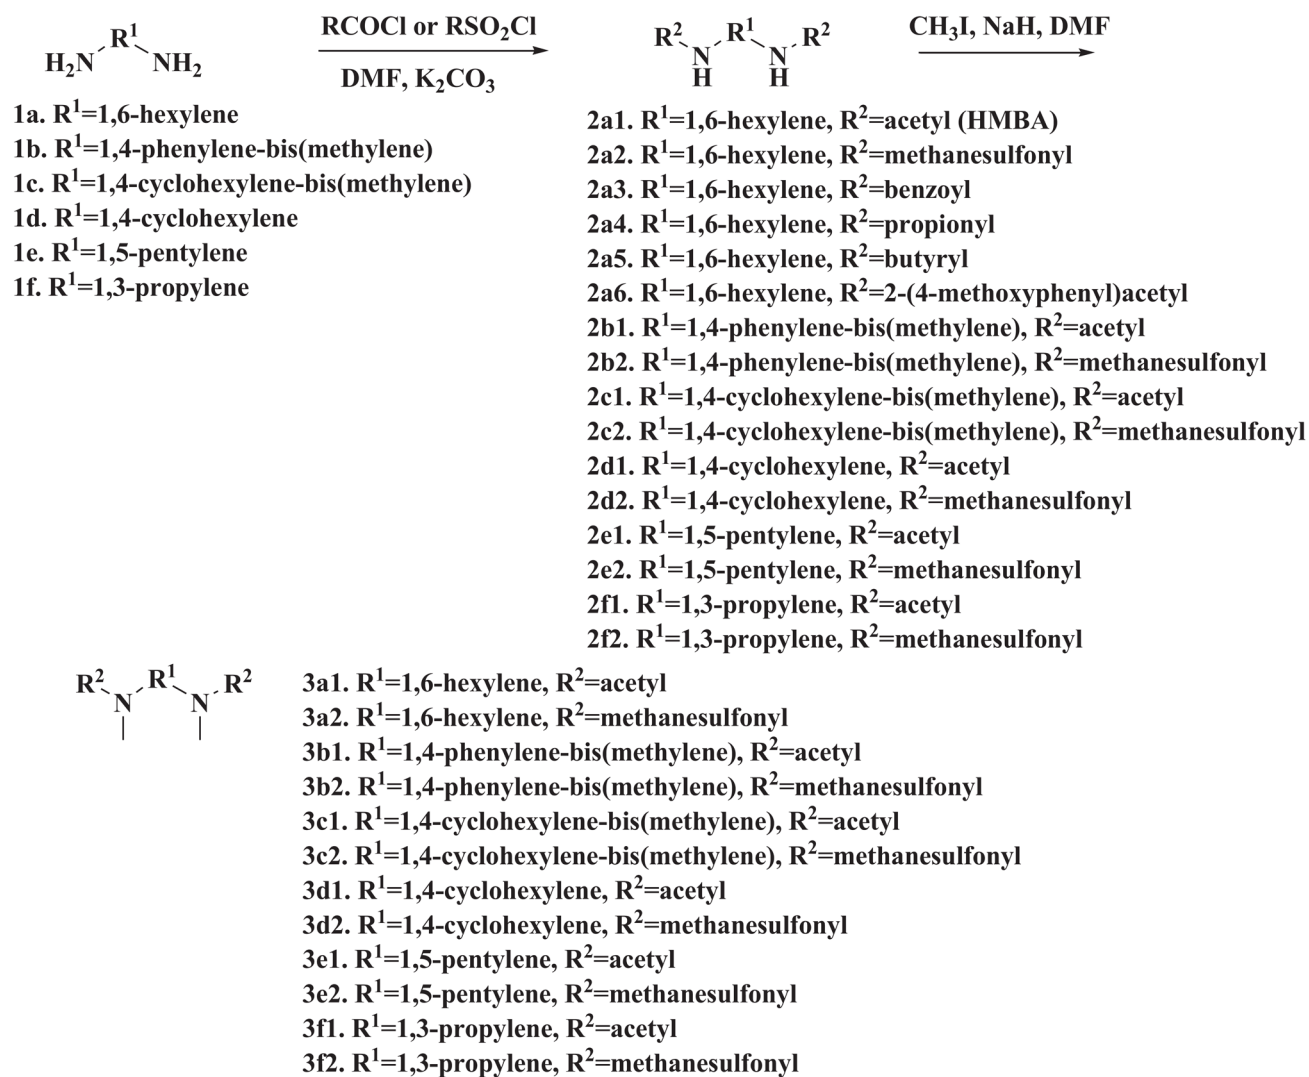 H₂N R¹ NH₂
RCOCl or RSO₂Cl
DMF, K₂CO₃
R² N H R¹ N H R²
CH₃I, NaH, DMF
1a. R¹=1,6-hexylene
1b. R¹=1,4-phenylene-bis(methylene)
1c. R¹=1,4-cyclohexylene-bis(methylene)
1d. R¹=1,4-cyclohexylene
1e. R¹=1,5-pentylene
1f. R¹=1,3-propylene
2a1. R¹=1,6-hexylene, R²=acetyl (HMBA)
2a2. R¹=1,6-hexylene, R²=methanesulfonyl
2a3. R¹=1,6-hexylene, R²=benzoyl
2a4. R¹=1,6-hexylene, R²=propionyl
2a5. R¹=1,6-hexylene, R²=butyryl
2a6. R¹=1,6-hexylene, R²=2-(4-methoxyphenyl)acetyl
2b1. R¹=1,4-phenylene-bis(methylene), R²=acetyl
2b2. R¹=1,4-phenylene-bis(methylene), R²=methanesulfonyl
2c1. R¹=1,4-cyclohexylene-bis(methylene), R²=acetyl
2c2. R¹=1,4-cyclohexylene-bis(methylene), R²=methanesulfonyl
2d1. R¹=1,4-cyclohexylene, R²=acetyl
2d2. R¹=1,4-cyclohexylene, R²=methanesulfonyl
2e1. R¹=1,5-pentylene, R²=acetyl
2e2. R¹=1,5-pentylene, R²=methanesulfonyl
2f1. R¹=1,3-propylene, R²=acetyl
2f2. R¹=1,3-propylene, R²=methanesulfonyl
R² N R¹ N R²
3a1. R¹=1,6-hexylene, R²=acetyl
3a2. R¹=1,6-hexylene, R²=methanesulfonyl
3b1. R¹=1,4-phenylene-bis(methylene), R²=acetyl
3b2. R¹=1,4-phenylene-bis(methylene), R²=methanesulfonyl
3c1. R¹=1,4-cyclohexylene-bis(methylene), R²=acetyl
3c2. R¹=1,4-cyclohexylene-bis(methylene), R²=methanesulfonyl
3d1. R¹=1,4-cyclohexylene, R²=acetyl
3d2. R¹=1,4-cyclohexylene, R²=methanesulfonyl
3e1. R¹=1,5-pentylene, R²=acetyl
3e2. R¹=1,5-pentylene, R²=methanesulfonyl
3f1. R¹=1,3-propylene, R²=acetyl
3f2. R¹=1,3-propylene, R²=methanesulfonyl